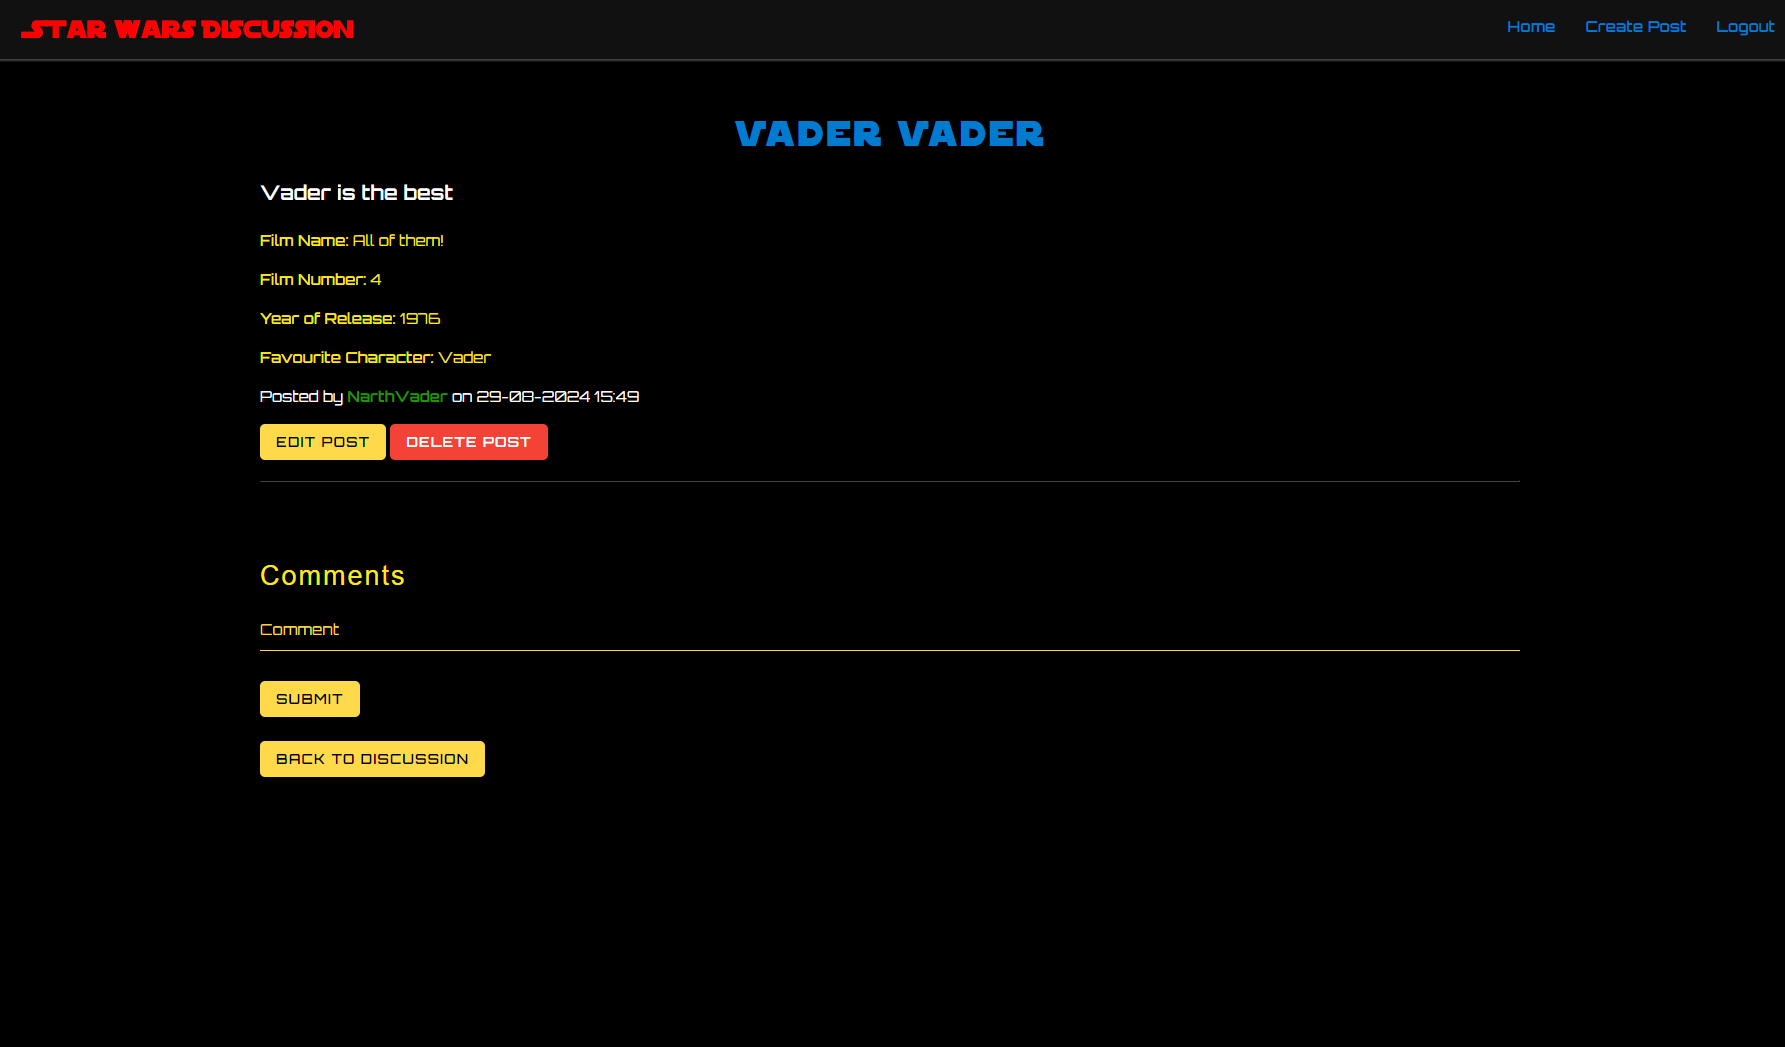 Star Wars Discussion
Home Create Post Logout
VADER VADER
Vader is the best
Film Name: All of them!
Film Number: 4
Year of Release: 1976
Favourite Character: Vader
Posted by NarthVader on 29-08-2024 15:49
EDIT POST DELETE POST
Comments
Comment
SUBMIT
BACK TO DISCUSSION